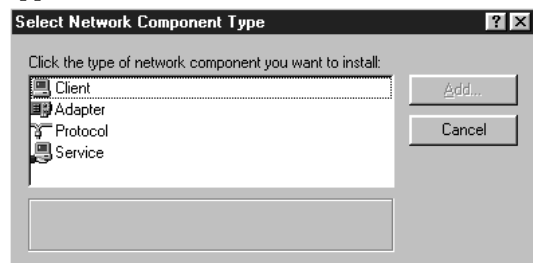 Select Network Component Type
Click the type of network component you want to install:
Client
Adapter
Protocol
Service
Add...
Cancel